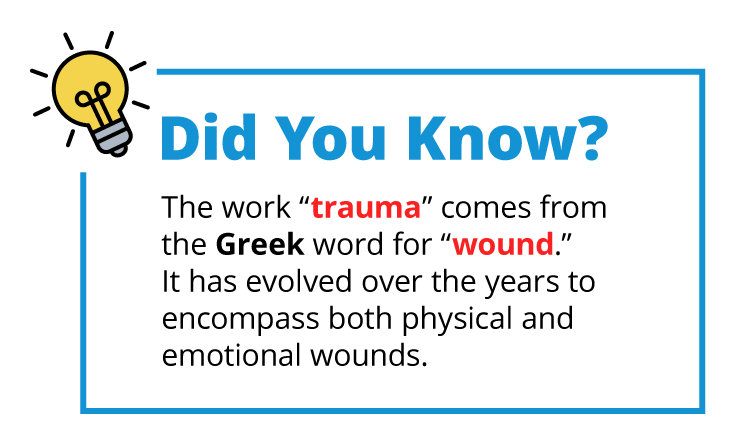 Did You Know?
The work “trauma” comes from
the Greek word for “wound.”
It has evolved over the years to
encompass both physical and
emotional wounds.